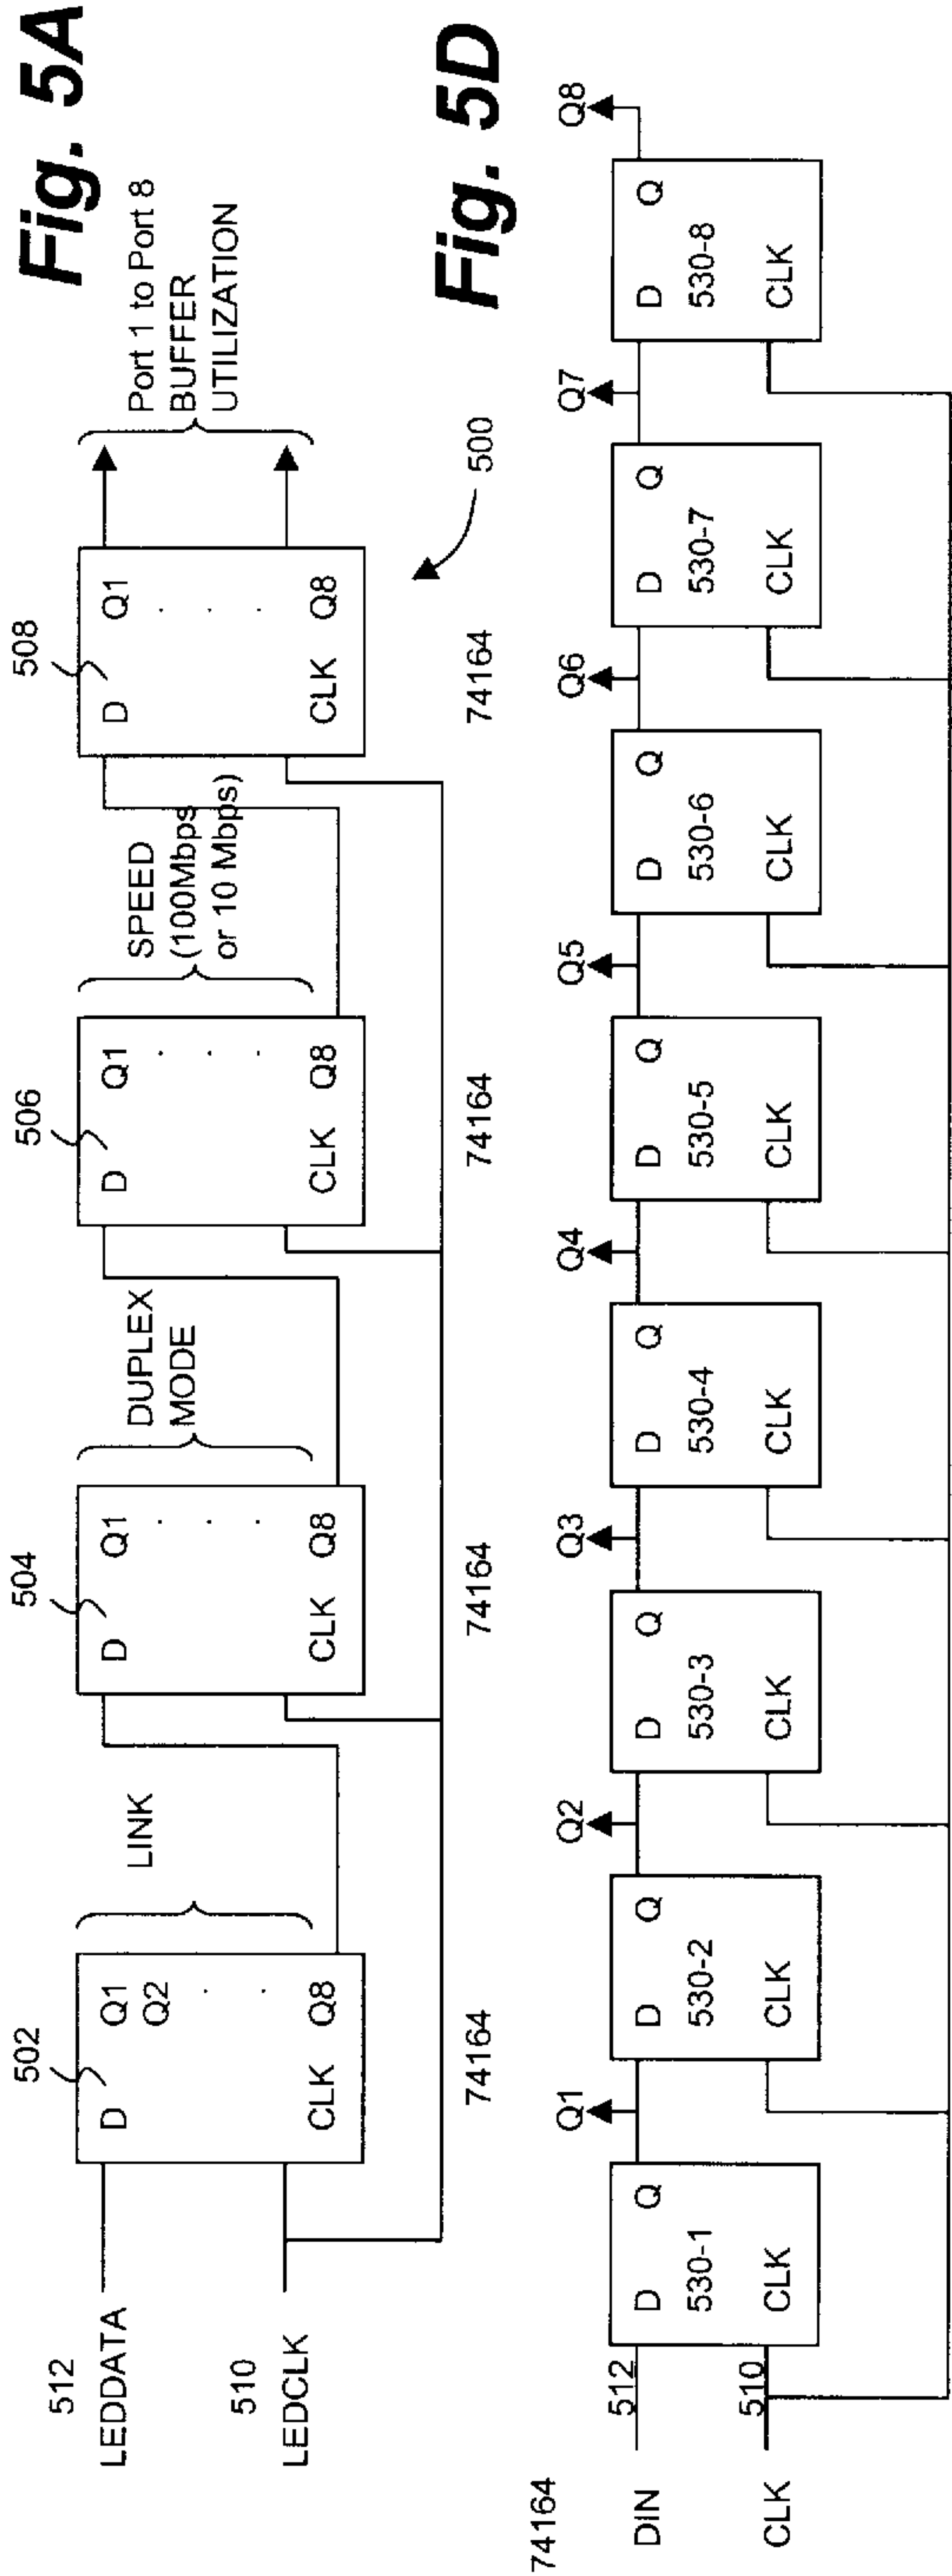 Fig. 5A
512
LEDDATA
510
LEDCLK
502
D
Q1
Q2
.
.
CLK
Q8
74164
LINK
504
D
Q1
.
.
.
CLK
Q8
74164
DUPLEX
MODE
506
D
Q1
.
.
.
CLK
Q8
74164
SPEED
(100Mbps
or 10 Mbps)
508
D
Q1
.
.
.
CLK
Q8
74164
Port 1 to Port 8
BUFFER
UTILIZATION
500
Fig. 5D
74164
DIN
512
CLK
510
D Q
530-1
CLK
Q1
D Q
530-2
CLK
Q2
D Q
530-3
CLK
Q3
D Q
530-4
CLK
Q4
D Q
530-5
CLK
Q5
D Q
530-6
CLK
Q6
D Q
530-7
CLK
Q7
D Q
530-8
CLK
Q8